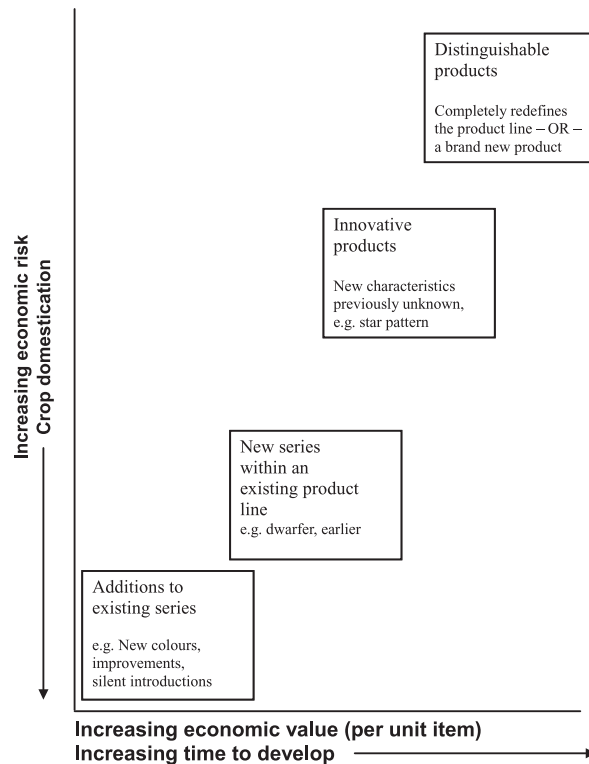 Distinguishable
products
Completely redefines
the product line – OR –
a brand new product
Innovative
products
New characteristics
previously unknown,
e.g. star pattern
New series
within an
existing product
line
e.g. dwarfer, earlier
Additions to
existing series
e.g. New colours,
improvements,
silent introductions
Increasing economic risk
Crop domestication
Increasing economic value (per unit item)
Increasing time to develop